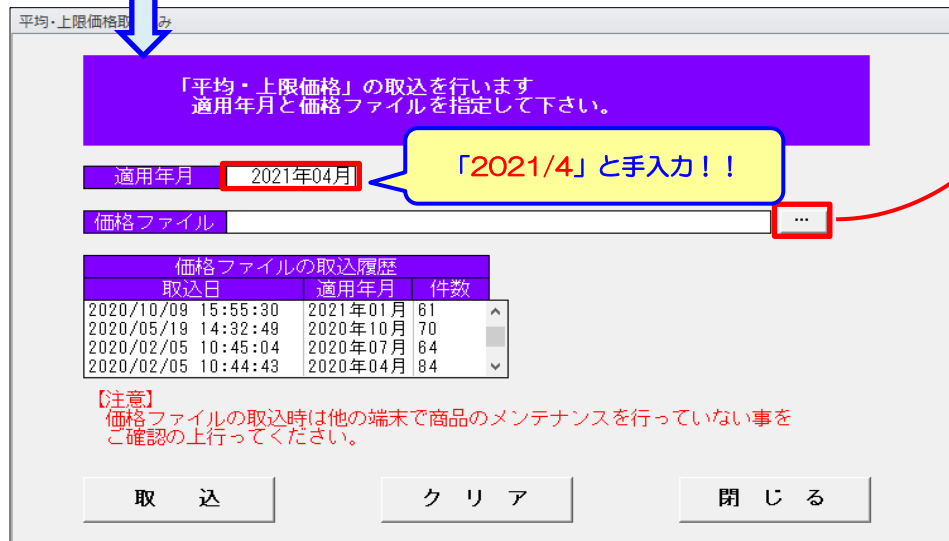 平均・上限価格取 み
「平均・上限価格」の取込を行います
適用年月と価格ファイルを指定して下さい。
適用年月 2021年04月
「2021/4」と手入力！！
価格ファイル ...
価格ファイルの取込履歴
取込日 適用年月 件数
2020/10/09 15:55:30 2021年01月 61
2020/05/19 14:32:49 2020年10月 70
2020/02/05 10:45:04 2020年07月 64
2020/02/05 10:44:43 2020年04月 84
【注意】
価格ファイルの取込時は他の端末で商品のメンテナンスを行っていない事を
ご確認の上行ってください。
取 込 ク リ ア 閉 じ る